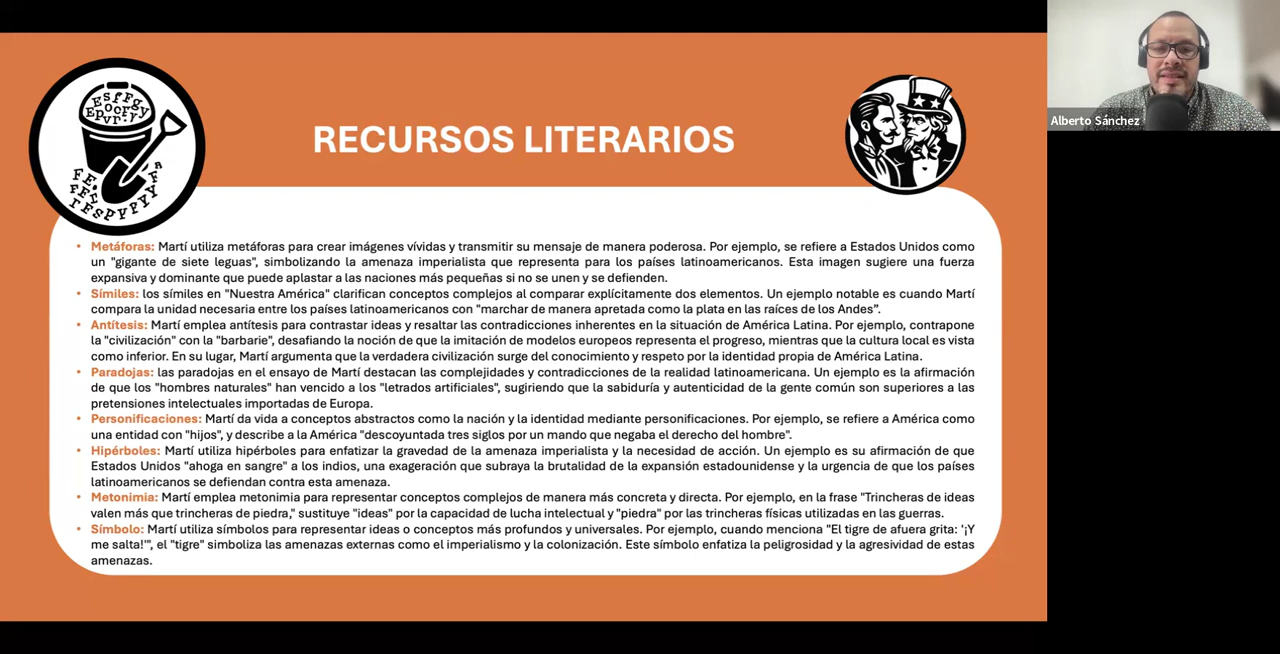 RECURSOS LITERARIOS
• Metáforas: Martí utiliza metáforas para crear imágenes vívidas y transmitir su mensaje de manera poderosa. Por ejemplo, se refiere a Estados Unidos como
un "gigante de siete leguas", simbolizando la amenaza imperialista que representa para los países latinoamericanos. Esta imagen sugiere una fuerza
expansiva y dominante que puede aplastar a las naciones más pequeñas si no se unen y se defienden.
• Símiles: los símiles en "Nuestra América" clarifican conceptos complejos al comparar explícitamente dos elementos. Un ejemplo notable es cuando Martí
compara la unidad necesaria entre los países latinoamericanos con "marchar de manera apretada como la plata en las raíces de los Andes”.
• Antítesis: Martí emplea antítesis para contrastar ideas y resaltar las contradicciones inherentes en la situación de América Latina. Por ejemplo, contrapone
la "civilización" con la "barbarie", desafiando la noción de que la imitación de modelos europeos representa el progreso, mientras que la cultura local es vista
como inferior. En su lugar, Martí argumenta que la verdadera civilización surge del conocimiento y respeto por la identidad propia de América Latina.
• Paradojas: las paradojas en el ensayo de Martí destacan las complejidades y contradicciones de la realidad latinoamericana. Un ejemplo es la afirmación
de que los "hombres naturales" han vencido a los "letrados artificiales", sugiriendo que la sabiduría y autenticidad de la gente común son superiores a las
pretensiones intelectuales importadas de Europa.
• Personificaciones: Martí da vida a conceptos abstractos como la nación y la identidad mediante personificaciones. Por ejemplo, se refiere a América como
una entidad con "hijos", y describe a la América "descoyuntada tres siglos por un mando que negaba el derecho del hombre".
• Hipérboles: Martí utiliza hipérboles para enfatizar la gravedad de la amenaza imperialista y la necesidad de acción. Un ejemplo es su afirmación de que
Estados Unidos "ahoga en sangre" a los indios, una exageración que subraya la brutalidad de la expansión estadounidense y la urgencia de que los países
latinoamericanos se defiendan contra esta amenaza.
• Metonimia: Martí emplea metonimia para representar conceptos complejos de manera más concreta y directa. Por ejemplo, en la frase "Trincheras de ideas
valen más que trincheras de piedra," sustituye "ideas" por la capacidad de lucha intelectual y "piedra" por las trincheras físicas utilizadas en las guerras.
• Símbolo: Martí utiliza símbolos para representar ideas o conceptos más profundos y universales. Por ejemplo, cuando menciona "El tigre de afuera grita: '¡Y
me salta!'", el "tigre" simboliza las amenazas externas como el imperialismo y la colonización. Este símbolo enfatiza la peligrosidad y la agresividad de estas
amenazas.
Alberto Sánchez